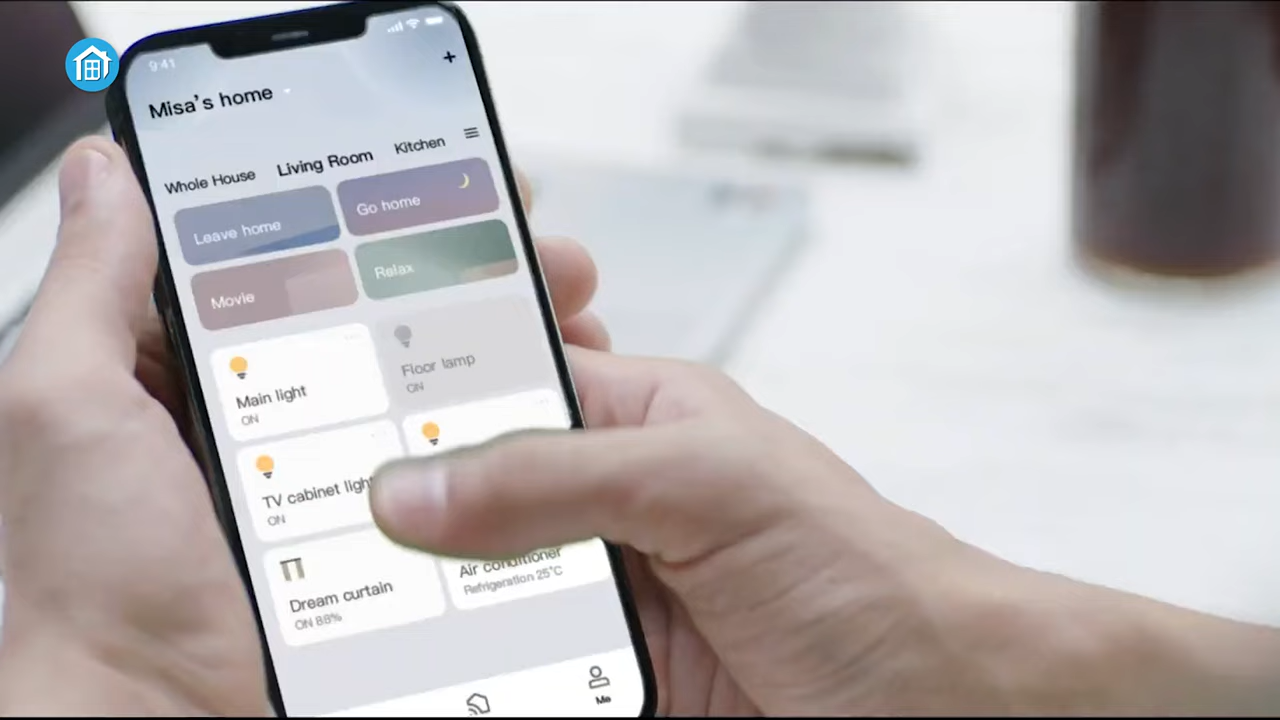 9:41
Misa's home
Whole House Living Room Kitchen
Leave home Go home
Movie Relax
Main light
ON
Floor lamp
ON
TV cabinet light
ON
Dream curtain
ON 88%
Air conditioner
Refrigeration 25°C
Me